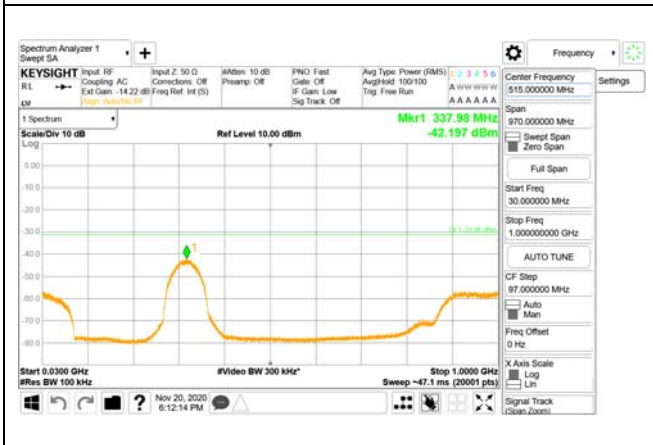 Spectrum Analyzer 1
Swept SA
Frequency
KEYSIGHT
Input: RF
Input Z: 50 Ω
#Atten: 10 dB
PNO: Fast
Avg Type: Power (RMS)
1 2 3 4 5 6
RL
Coupling: AC
Corrections: Off
Preamp: Off
Gate: Off
Avg|Hold: 100/100
A W W W W W
Ext Gain: -14.22 dB
Freq Ref: Int (S)
IF Gain: Low
Trig: Free Run
Align: Auto/No RF
Sig Track: Off
A A A A A A
Center Frequency
515.000000 MHz
Settings
Span
970.000000 MHz
Swept Span
Zero Span
Full Span
Start Freq
30.000000 MHz
Stop Freq
1.000000000 GHz
AUTO TUNE
CF Step
97.000000 MHz
Auto
Man
Freq Offset
0 Hz
X Axis Scale
Log
Lin
Signal Track
(Span Zoom)
1 Spectrum
Mkr1 337.98 MHz
Scale/Div 10 dB
Ref Level 10.00 dBm
-42.197 dBm
Log
0.00
-10.0
-20.0
-30.0
1
-40.0
-50.0
-60.0
-70.0
-80.0
Start 0.0300 GHz
#Video BW 300 kHz*
Stop 1.0000 GHz
#Res BW 100 kHz
Sweep ~47.1 ms (20001 pts)
?
Nov 20, 2020
6:12:14 PM